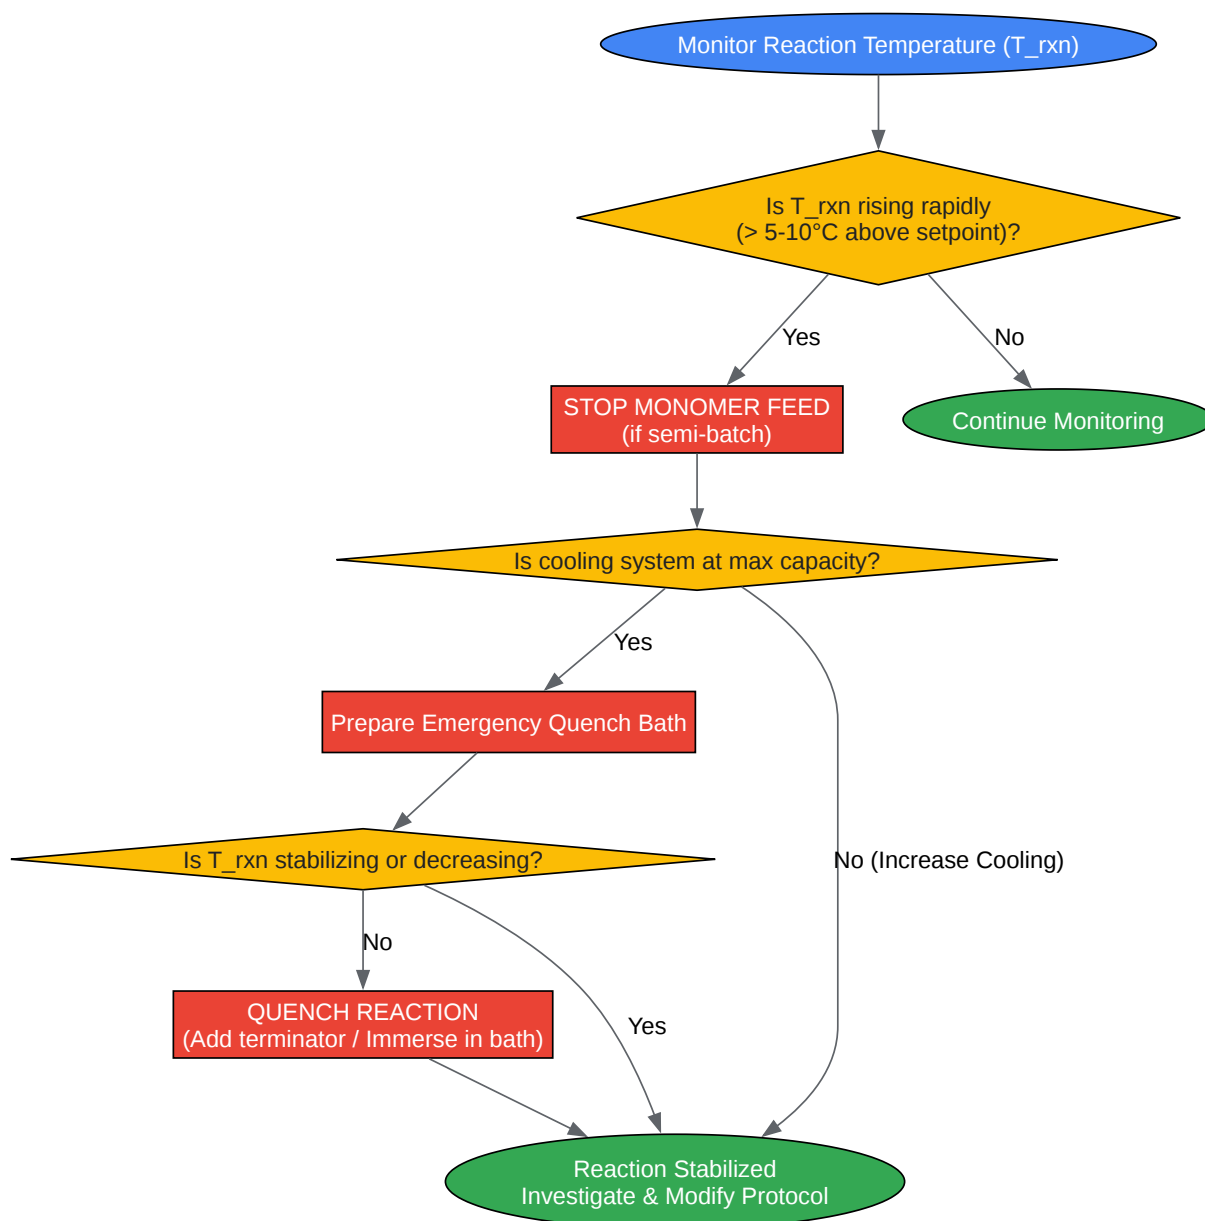 Monitor Reaction Temperature (T_rxn)
Is T_rxn rising rapidly
(> 5-10°C above setpoint)?
Yes
No
STOP MONOMER FEED
(if semi-batch)
Continue Monitoring
Is cooling system at max capacity?
Yes
Prepare Emergency Quench Bath
Is T_rxn stabilizing or decreasing?
No (Increase Cooling)
No
QUENCH REACTION
(Add terminator / Immerse in bath)
Yes
Reaction Stabilized
Investigate & Modify Protocol